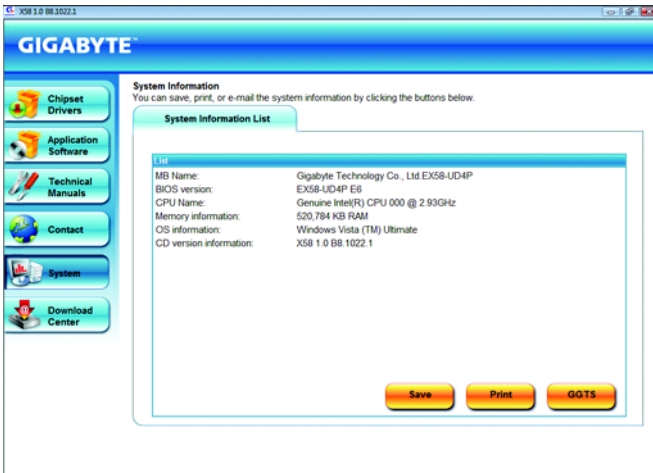 X58 1.0 B8.1022.1
GIGABYTE™
Chipset
Drivers
Application
Software
Technical
Manuals
Contact
System
Download
Center
System Information
You can save, print, or e-mail the system information by clicking the buttons below.
System Information List
List
MB Name: Gigabyte Technology Co., Ltd.EX58-UD4P
BIOS version: EX58-UD4P E6
CPU Name: Genuine Intel(R) CPU 000 @ 2.93GHz
Memory information: 520,784 KB RAM
OS information: Windows Vista (TM) Ultimate
CD version information: X58 1.0 B8.1022.1
Save Print GGTS